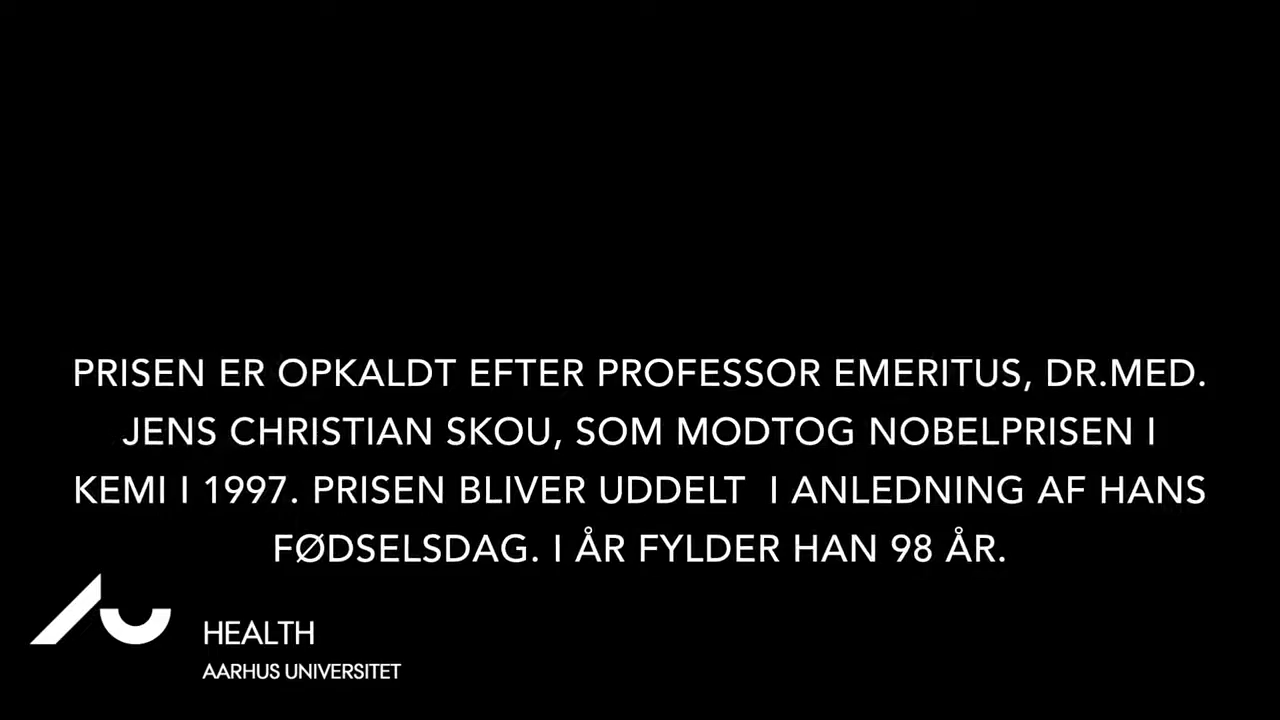 PRISEN ER OPKALDT EFTER PROFESSOR EMERITUS, DR.MED.
JENS CHRISTIAN SKOU, SOM MODTOG NOBELPRISEN I
KEMI I 1997. PRISEN BLIVER UDDELT  I ANLEDNING AF HANS
FØDSELSDAG. I ÅR FYLDER HAN 98 ÅR.
HEALTH
AARHUS UNIVERSITET